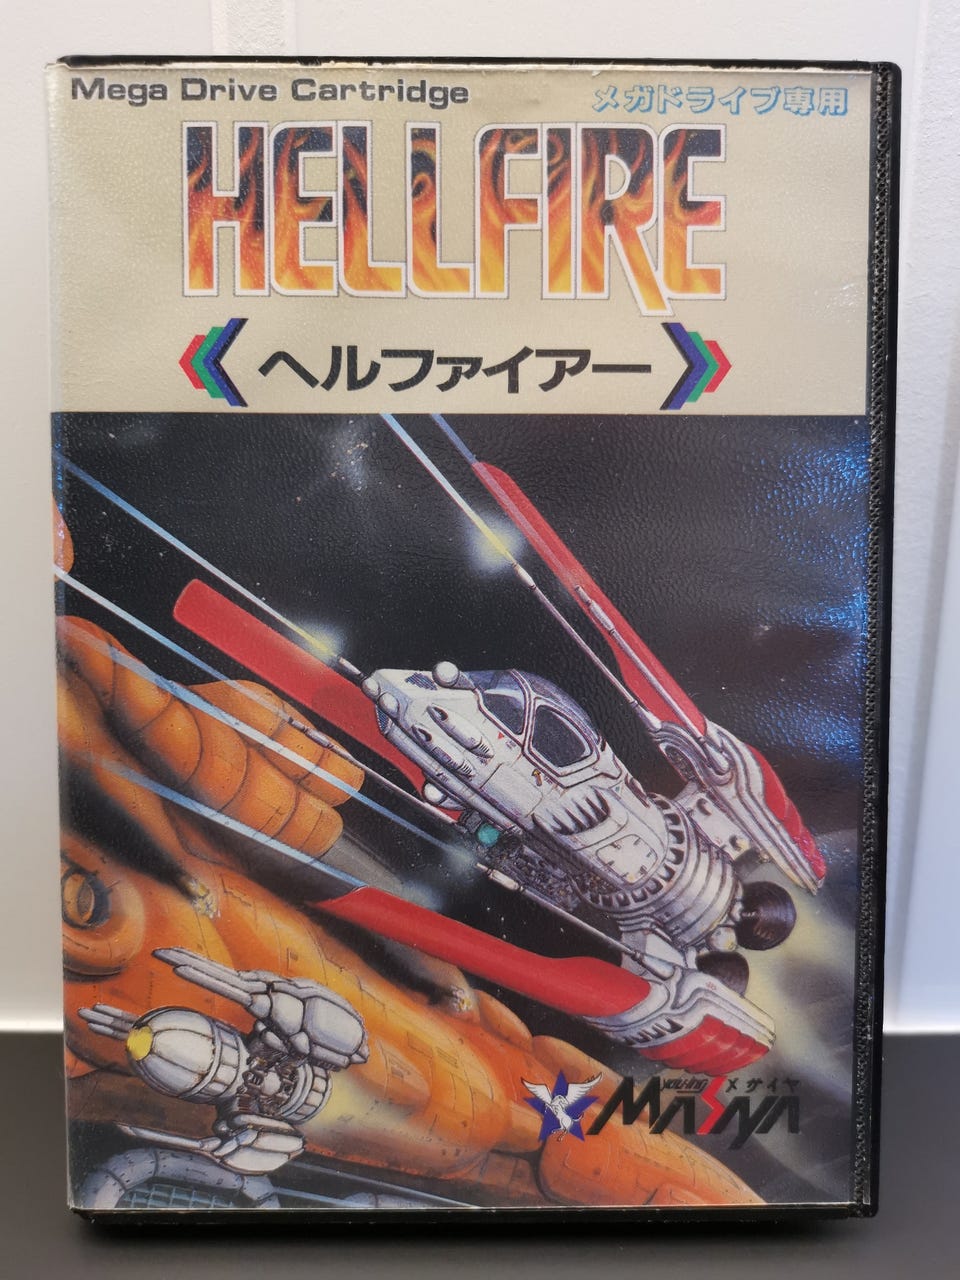 Mega Drive Cartridge
メガドライブ専用
HELLFIRE
ヘルファイアー
メサイヤ
MASAYA